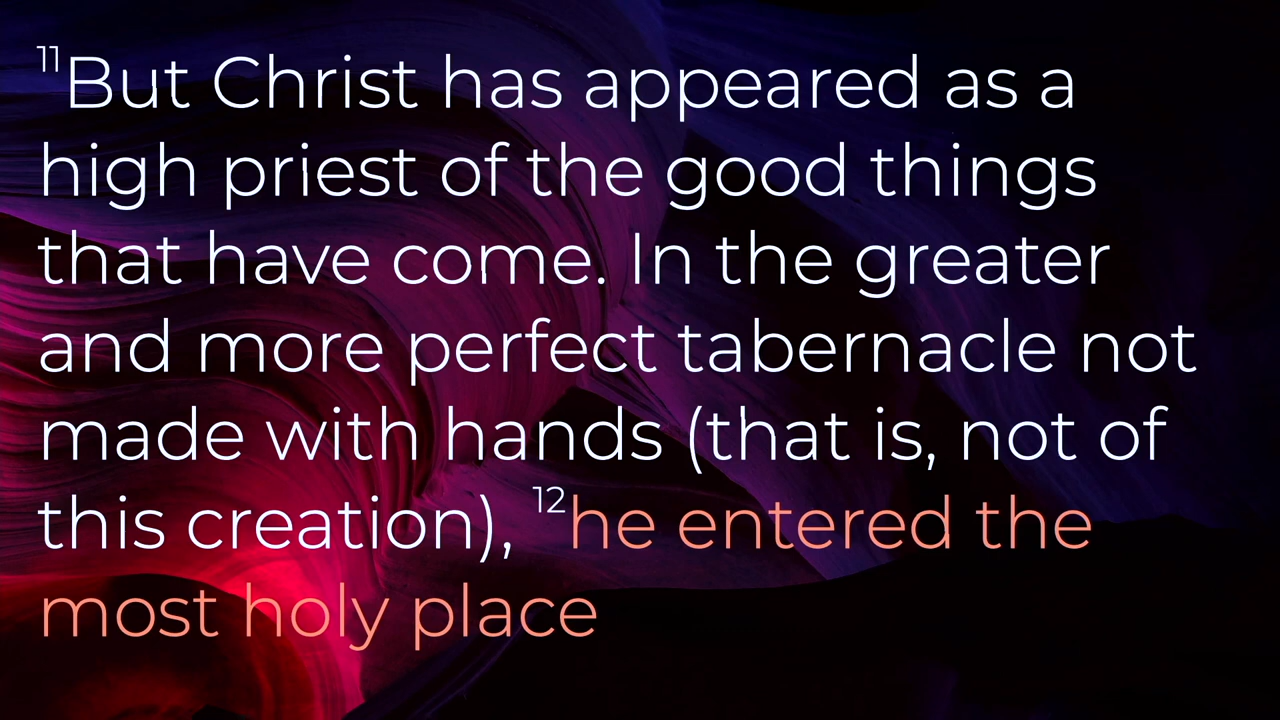 ¹¹But Christ has appeared as a
high priest of the good things
that have come. In the greater
and more perfect tabernacle not
made with hands (that is, not of
this creation), ¹²he entered the
most holy place